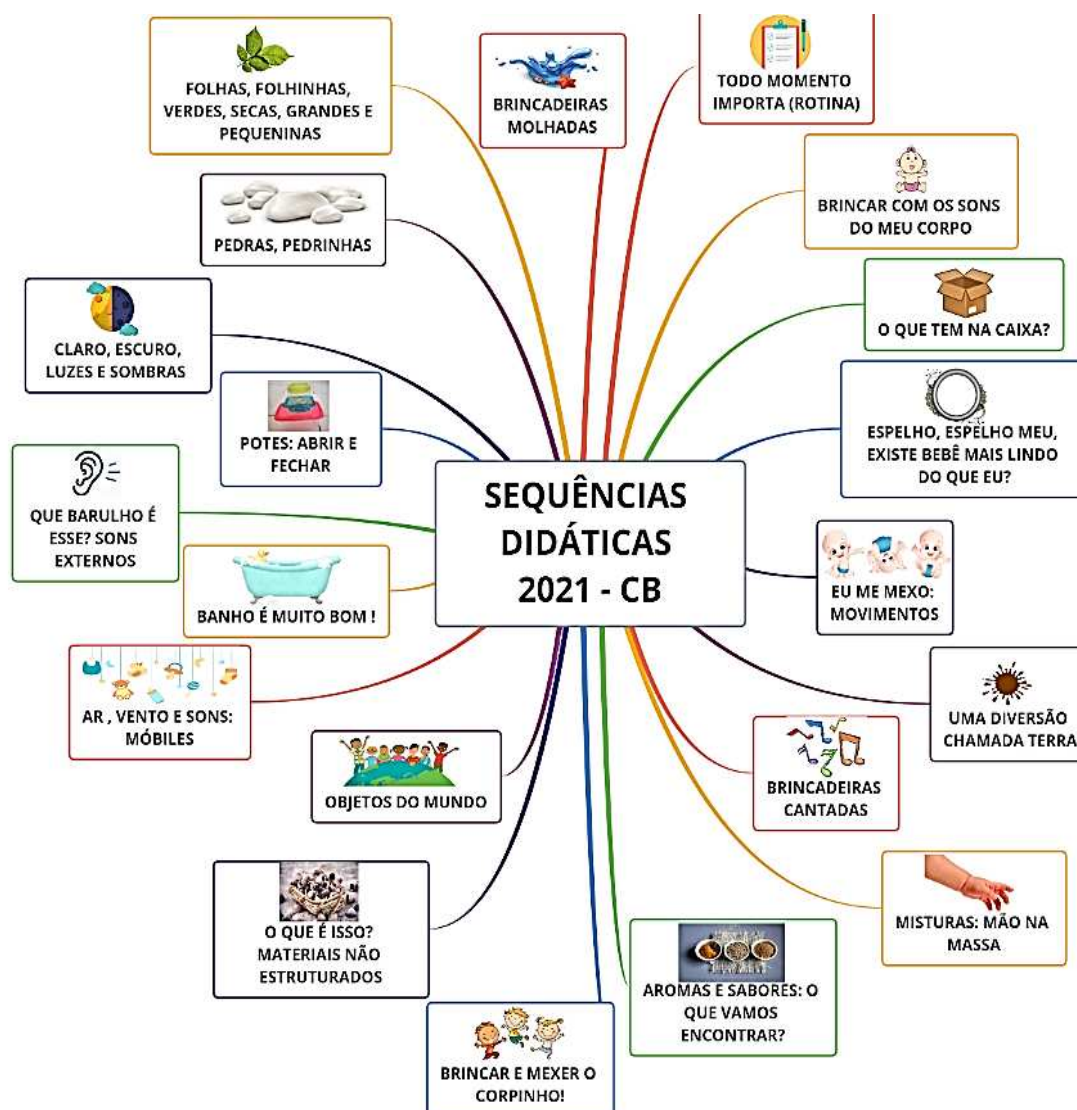 FOLHAS, FOLHINHAS,
VERDES, SECAS, GRANDES E
PEQUENINAS
BRINCADEIRAS
MOLHADAS
TODO MOMENTO
IMPORTA (ROTINA)
PEDRAS, PEDRINHAS
BRINCAR COM OS SONS
DO MEU CORPO
CLARO, ESCURO,
LUZES E SOMBRAS
O QUE TEM NA CAIXA?
POTES: ABRIR E
FECHAR
ESPELHO, ESPELHO MEU,
EXISTE BEBÊ MAIS LINDO
DO QUE EU?
SEQUÊNCIAS
DIDÁTICAS
2021 - CB
QUE BARULHO É
ESSE? SONS
EXTERNOS
BANHO É MUITO BOM !
EU ME MEXO:
MOVIMENTOS
AR , VENTO E SONS:
MÓBILES
UMA DIVERSÃO
CHAMADA TERRA
OBJETOS DO MUNDO
BRINCADEIRAS
CANTADAS
O QUE É ISSO?
MATERIAIS NÃO
ESTRUTURADOS
MISTURAS: MÃO NA
MASSA
AROMAS E SABORES: O
QUE VAMOS
ENCONTRAR?
BRINCAR E MEXER O
CORPINHO!